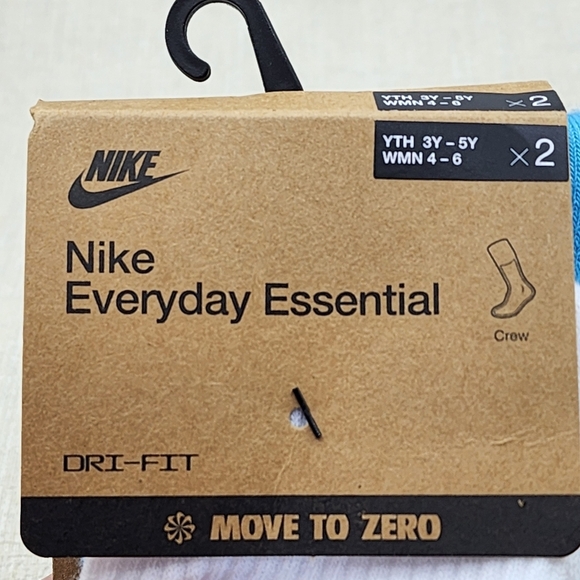 YTH 3Y – 5Y
WMN 4 – 6 × 2
YTH 3Y – 5Y
WMN 4 – 6 × 2
NIKE
Nike
Everyday Essential
Crew
DRI-FIT
MOVE TO ZERO